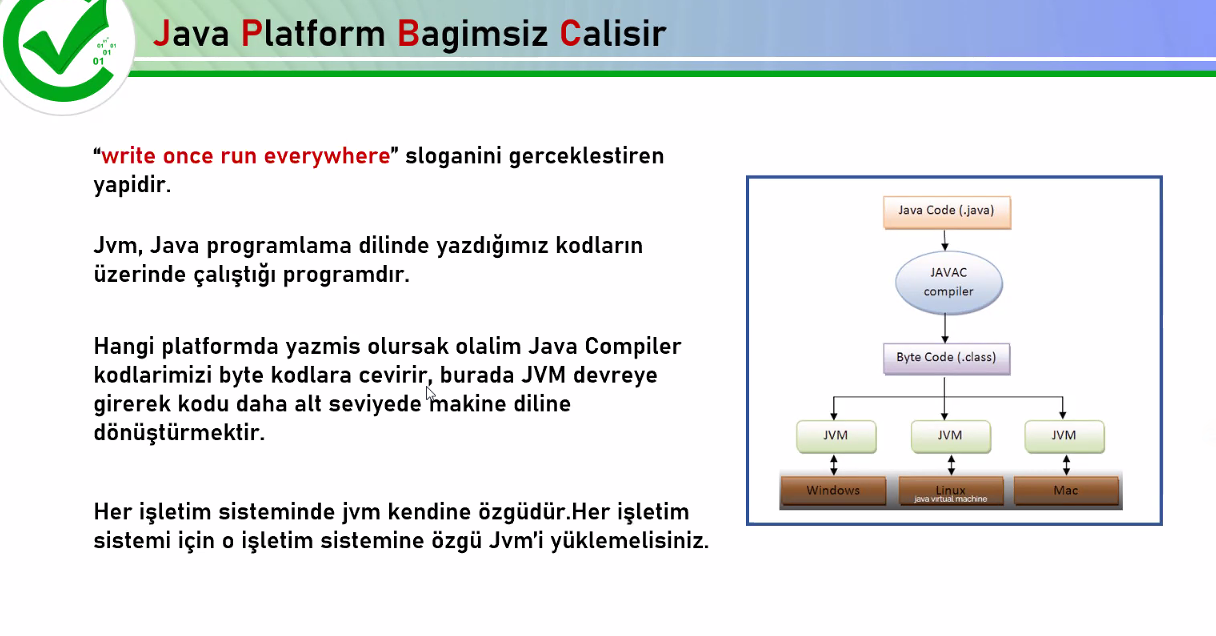 Java Platform Bagimsiz Calisir
01 01
01
01
“write once run everywhere” sloganini gerceklestiren
yapidir.
Jvm, Java programlama dilinde yazdığımız kodların
üzerinde çalıştığı programdır.
Hangi platformda yazmis olursak olalim Java Compiler
kodlarimizi byte kodlara cevirir, burada JVM devreye
girerek kodu daha alt seviyede makine diline
dönüştürmektir.
Her işletim sisteminde jvm kendine özgüdür.Her işletim
sistemi için o işletim sistemine özgü Jvm’i yüklemelisiniz.
Java Code (.java)
JAVAC
compiler
Byte Code (.class)
JVM JVM JVM
Windows Linux Mac
java virtual machine